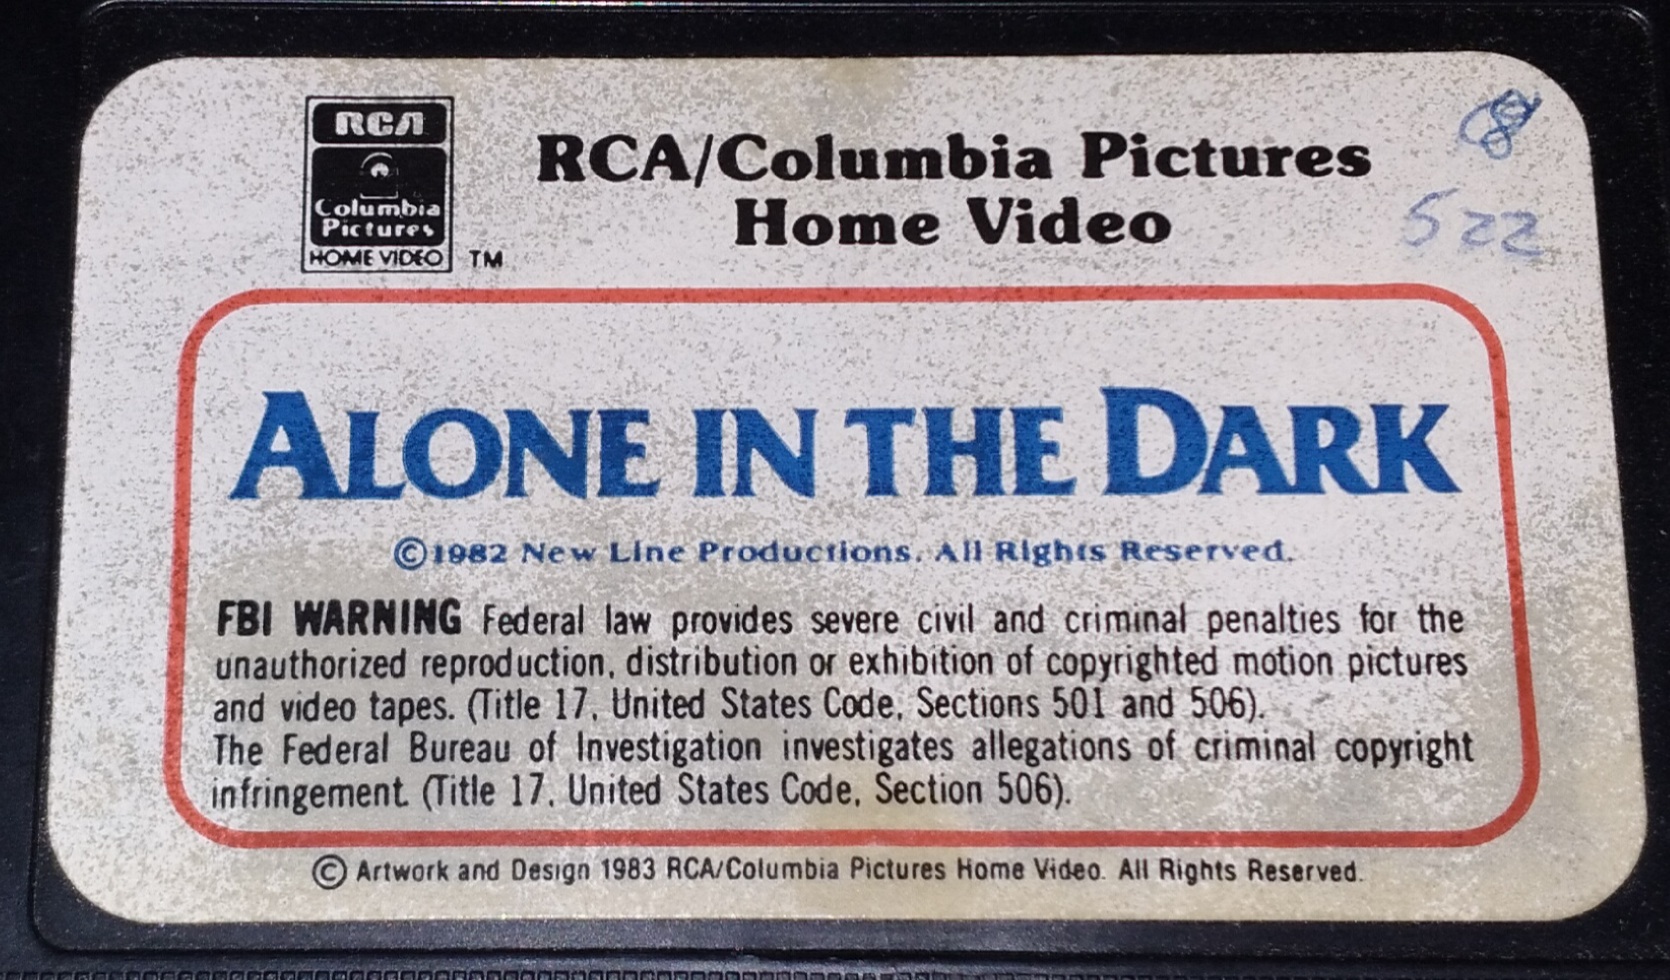 RCA
Columbia
Pictures
HOME VIDEO TM
RCA/Columbia Pictures
Home Video
8
522
ALONE IN THE DARK
©1982 New Line Productions. All Rights Reserved.
FBI WARNING Federal law provides severe civil and criminal penalties for the
unauthorized reproduction, distribution or exhibition of copyrighted motion pictures
and video tapes. (Title 17, United States Code, Sections 501 and 506).
The Federal Bureau of Investigation investigates allegations of criminal copyright
infringement. (Title 17, United States Code, Section 506).
© Artwork and Design 1983 RCA/Columbia Pictures Home Video. All Rights Reserved.